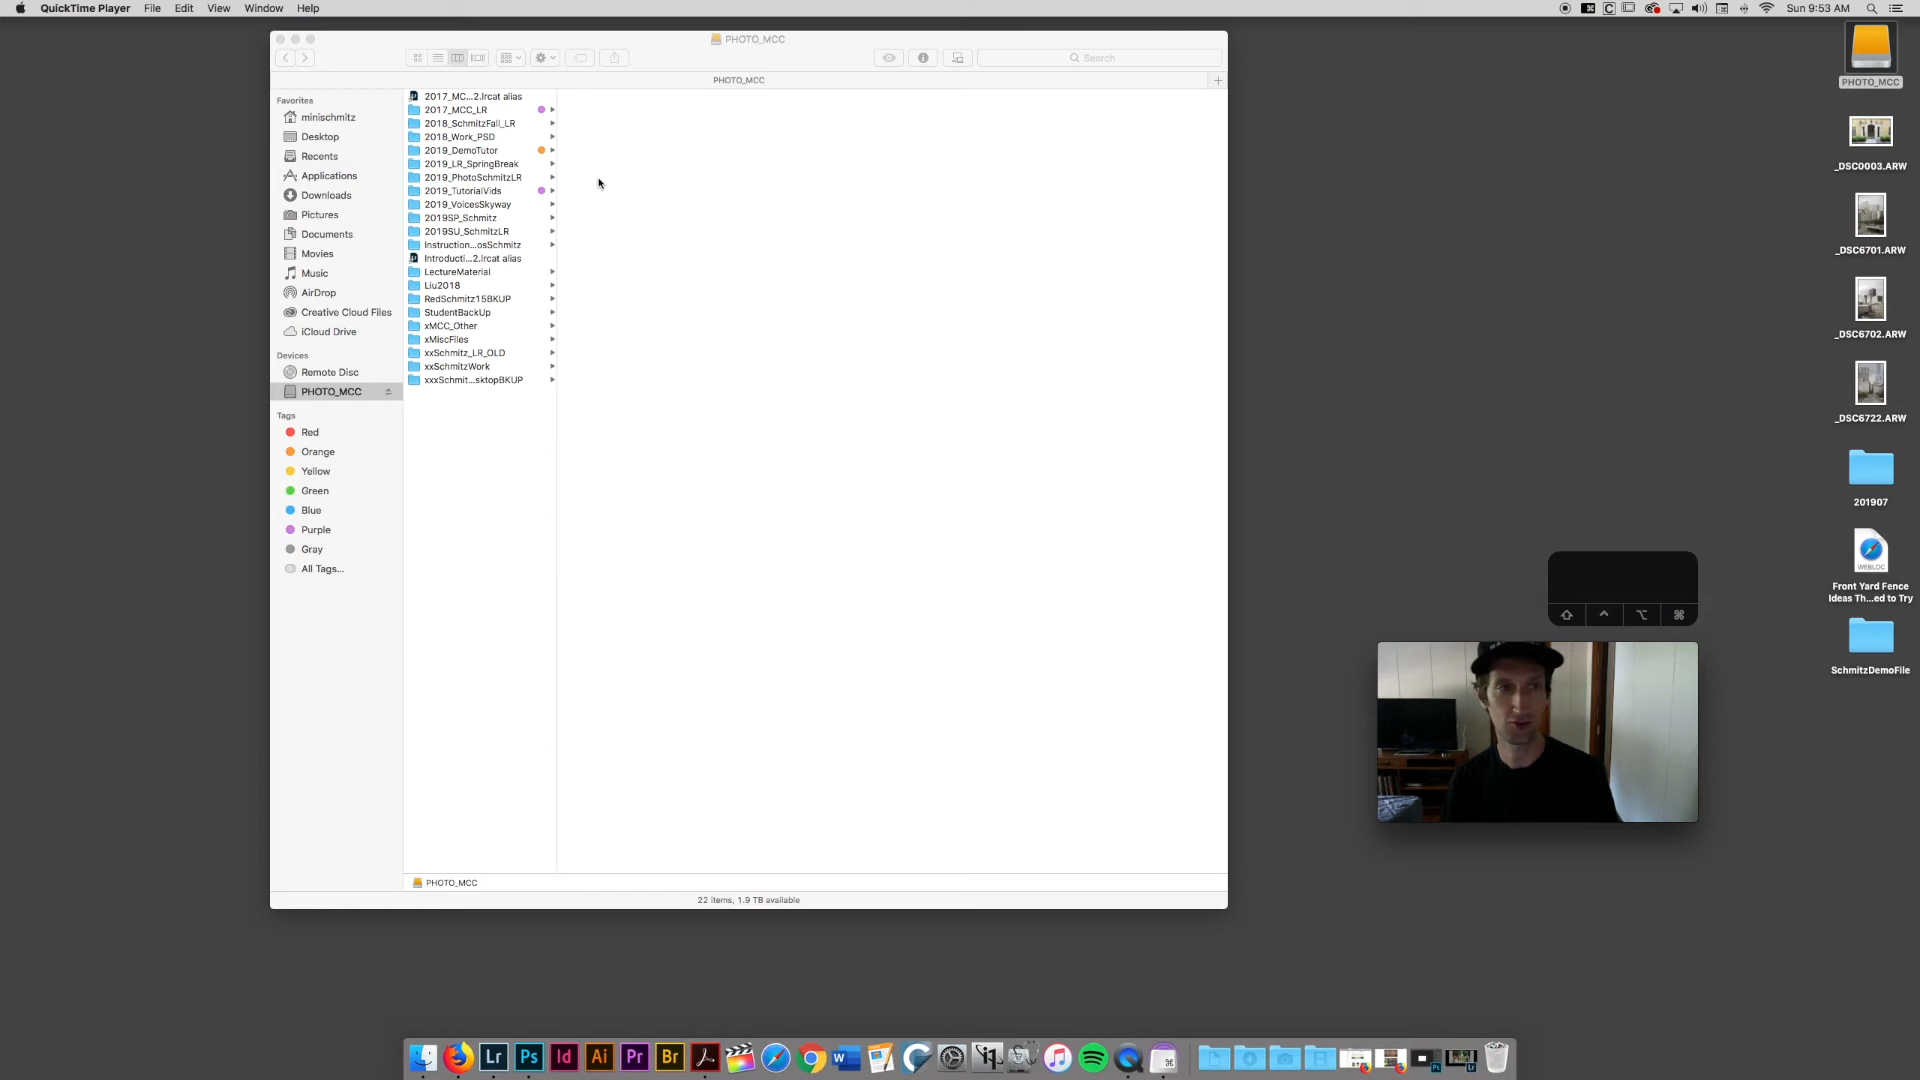 QuickTime Player File Edit View Window Help
Sun 9:53 AM
PHOTO_MCC
Search
PHOTO_MCC
Favorites
minischmitz
Desktop
Recents
Applications
Downloads
Pictures
Documents
Movies
Music
AirDrop
Creative Cloud Files
iCloud Drive
Devices
Remote Disc
PHOTO_MCC
Tags
Red
Orange
Yellow
Green
Blue
Purple
Gray
All Tags...
2017_MC...2.lrcat alias
2017_MCC_LR
2018_SchmitzFall_LR
2018_Work_PSD
2019_DemoTutor
2019_LR_SpringBreak
2019_PhotoSchmitzLR
2019_TutorialVids
2019_VoicesSkyway
2019SP_Schmitz
2019SU_SchmitzLR
Instruction...osSchmitz
Introducti...2.lrcat alias
LectureMaterial
Liu2018
RedSchmitz15BKUP
StudentBackUp
xMCC_Other
xMiscFiles
xxSchmitz_LR_OLD
xxSchmitzWork
xxxSchmit...sktopBKUP
PHOTO_MCC
22 items, 1.9 TB available
PHOTO_MCC
_DSC0003.ARW
_DSC6701.ARW
_DSC6702.ARW
_DSC6722.ARW
201907
WEBLOC
Front Yard Fence
Ideas Th...ed to Try
SchmitzDemoFile
Lr Ps Id Ai Pr Br W